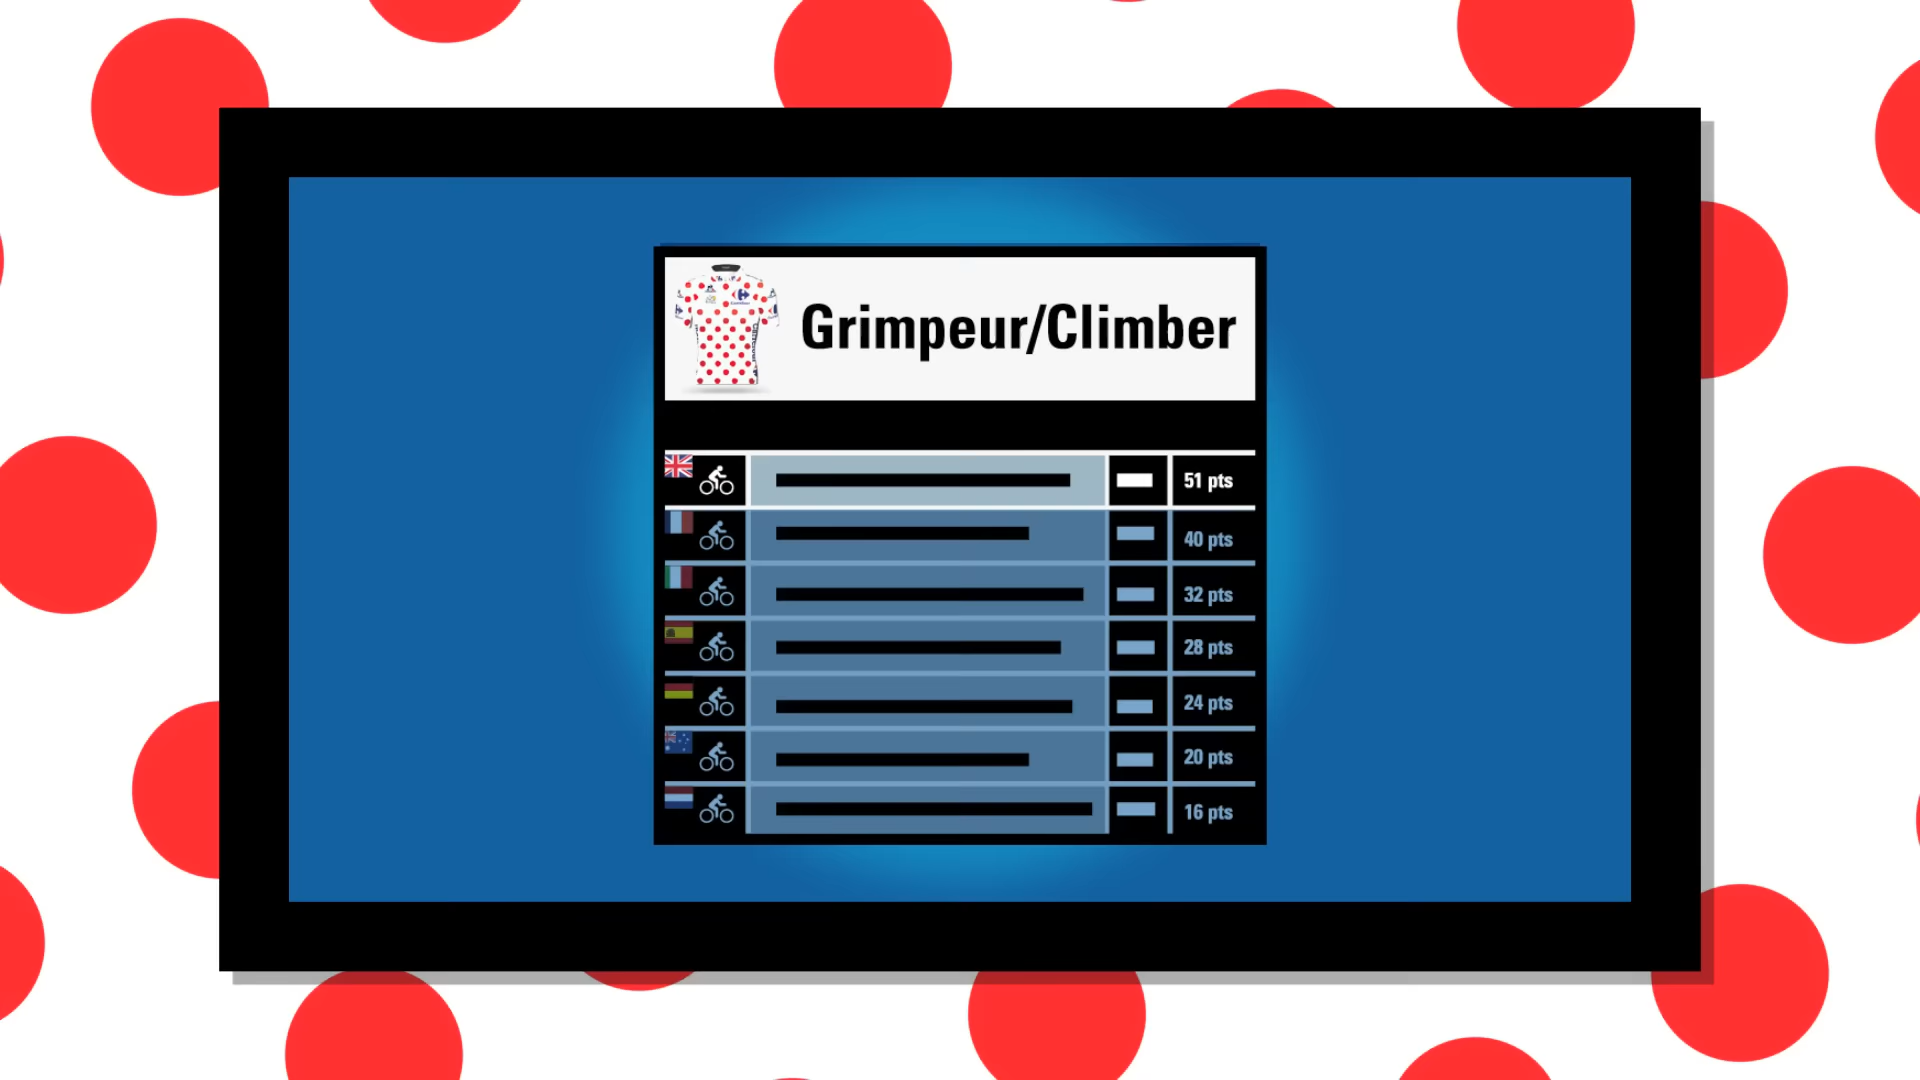 Grimpeur/Climber
51 pts
40 pts
32 pts
28 pts
24 pts
20 pts
16 pts